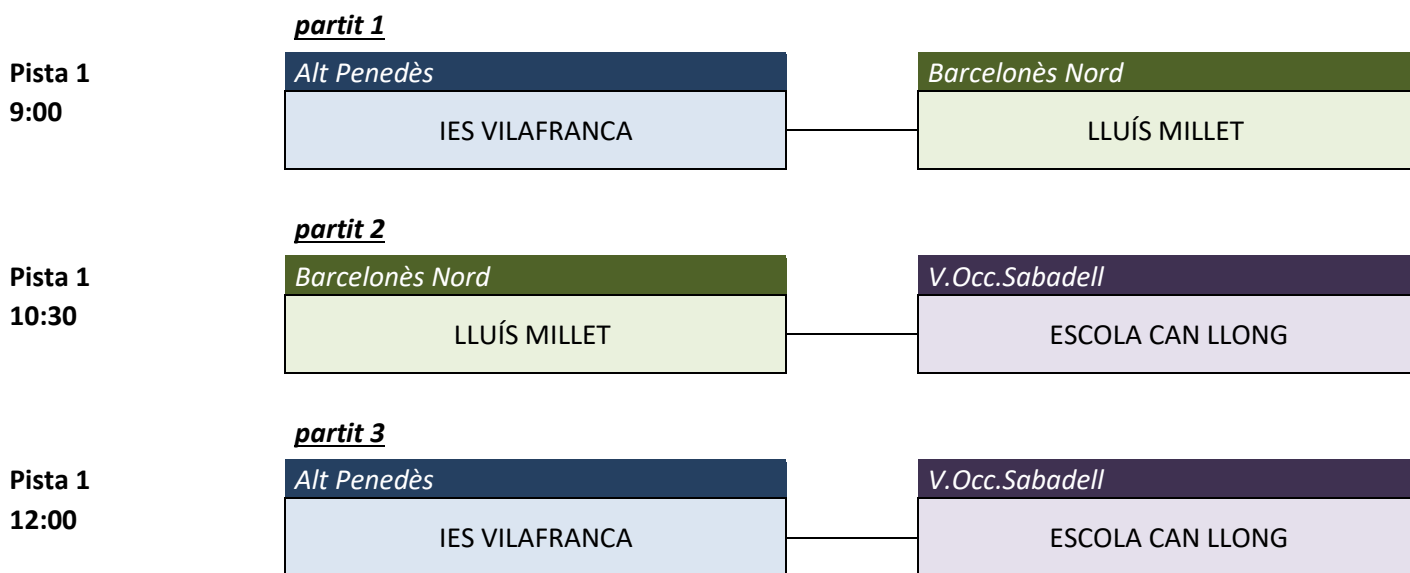 partit 1
Pista 1
9:00
Alt Penedès
Barcelonès Nord
IES VILAFRANCA
LLUÍS MILLET
partit 2
Pista 1
10:30
Barcelonès Nord
V.Occ.Sabadell
LLUÍS MILLET
ESCOLA CAN LLONG
partit 3
Pista 1
12:00
Alt Penedès
V.Occ.Sabadell
IES VILAFRANCA
ESCOLA CAN LLONG